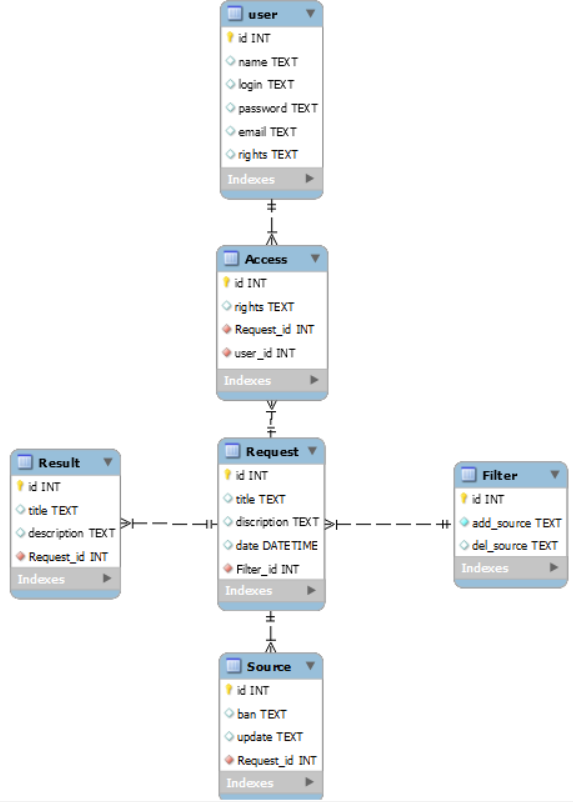 user
id INT
name TEXT
login TEXT
password TEXT
email TEXT
rights TEXT
Indexes
Access
id INT
rights TEXT
Request_id INT
user_id INT
Indexes
Result
id INT
title TEXT
description TEXT
Request_id INT
Indexes
Request
id INT
title TEXT
discription TEXT
date DATETIME
Filter_id INT
Indexes
Filter
id INT
add_source TEXT
del_source TEXT
Indexes
Source
id INT
ban TEXT
update TEXT
Request_id INT
Indexes